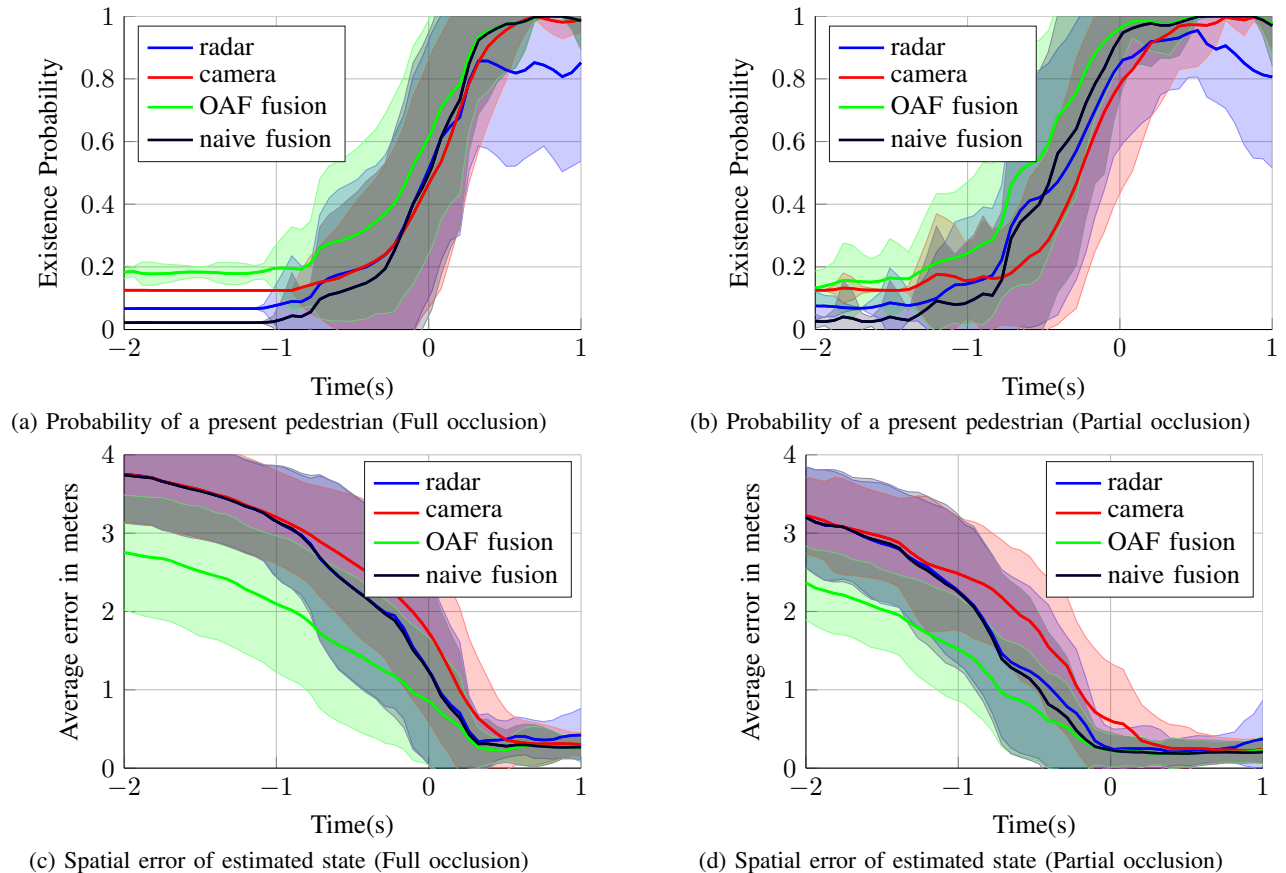 1
0.8
0.6
0.4
0.2
0
Existence Probability
radar
camera
OAF fusion
naive fusion
−2 −1 0 1
Time(s)
(a) Probability of a present pedestrian (Full occlusion)
1
0.8
0.6
0.4
0.2
0
Existence Probability
radar
camera
OAF fusion
naive fusion
−2 −1 0 1
Time(s)
(b) Probability of a present pedestrian (Partial occlusion)
4
3
2
1
0
Average error in meters
radar
camera
OAF fusion
naive fusion
−2 −1 0 1
Time(s)
(c) Spatial error of estimated state (Full occlusion)
4
3
2
1
0
Average error in meters
radar
camera
OAF fusion
naive fusion
−2 −1 0 1
Time(s)
(d) Spatial error of estimated state (Partial occlusion)